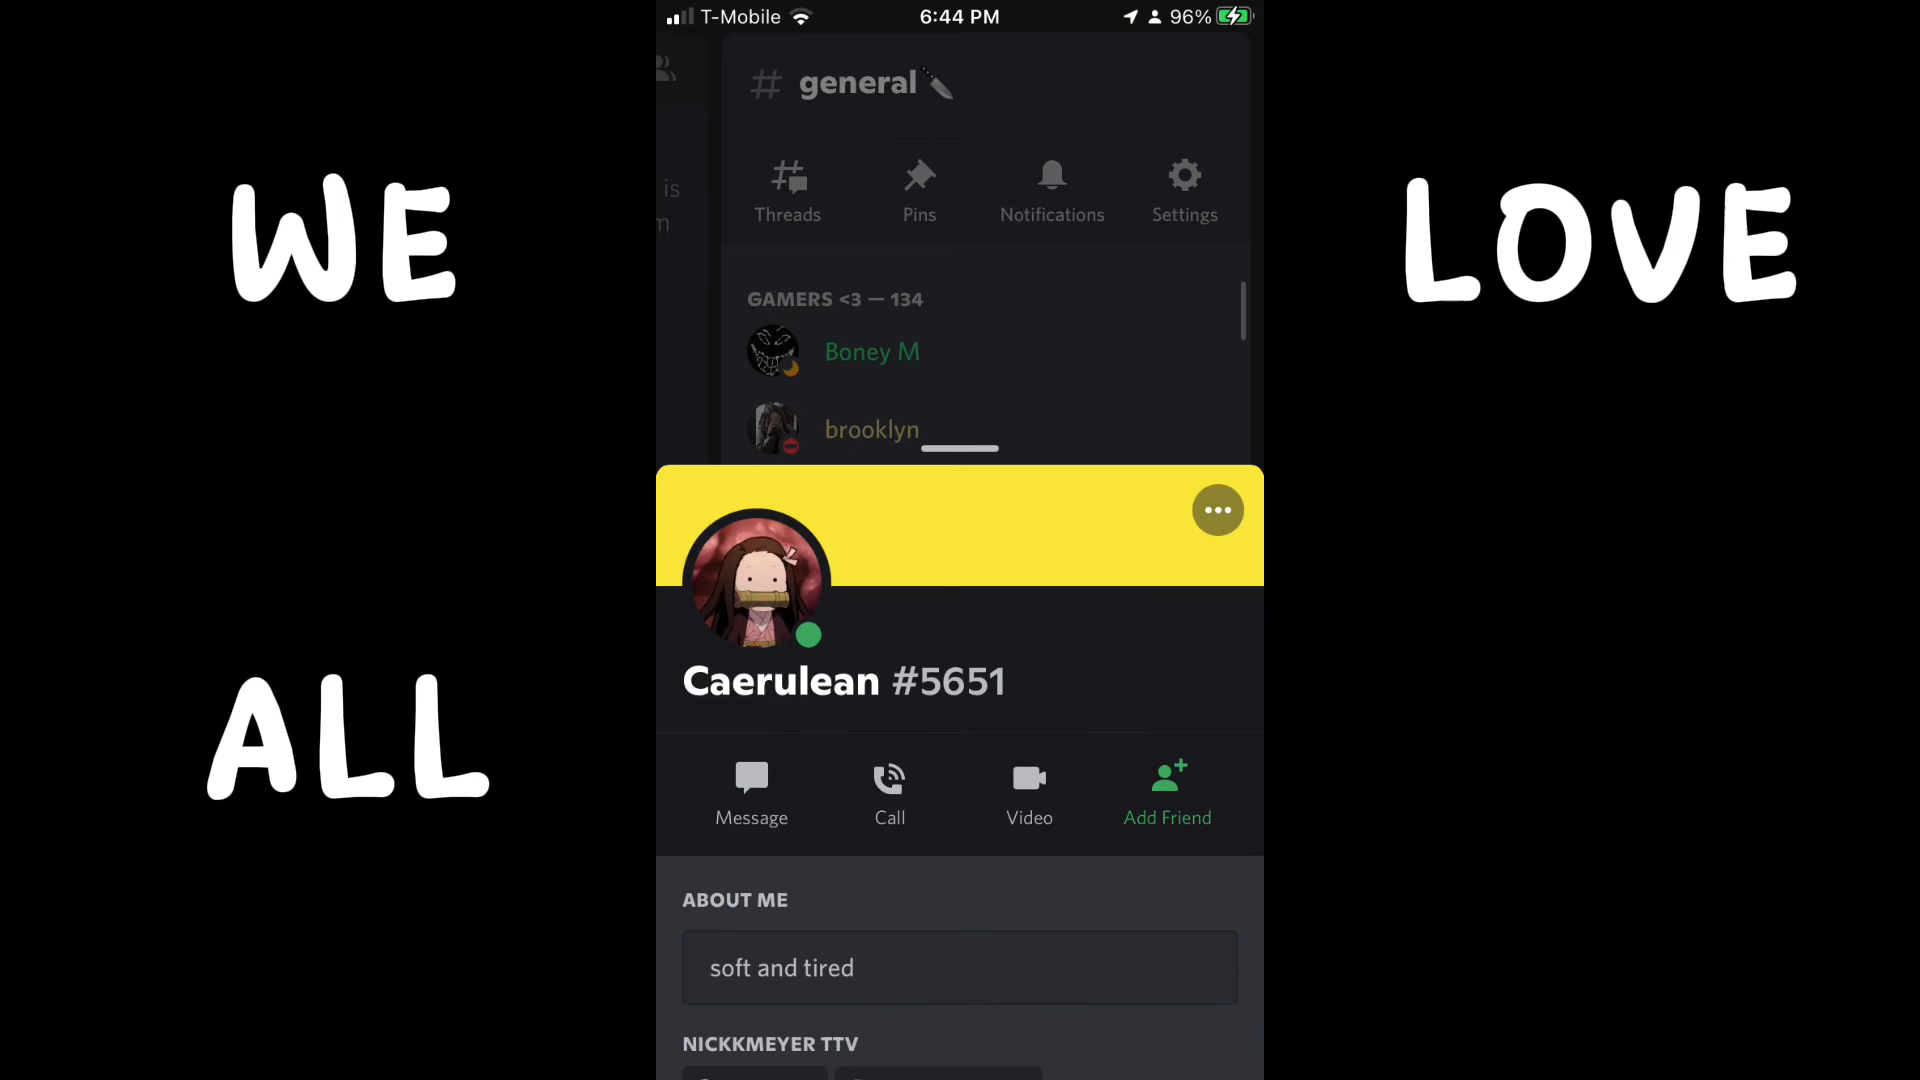 T-Mobile 6:44 PM 96%
# general
is
m
Threads Pins Notifications Settings
GAMERS <3 — 134
Boney M
brooklyn
WE
LOVE
ALL
Caerulean #5651
Message Call Video Add Friend
ABOUT ME
soft and tired
NICKKMEYER TTV